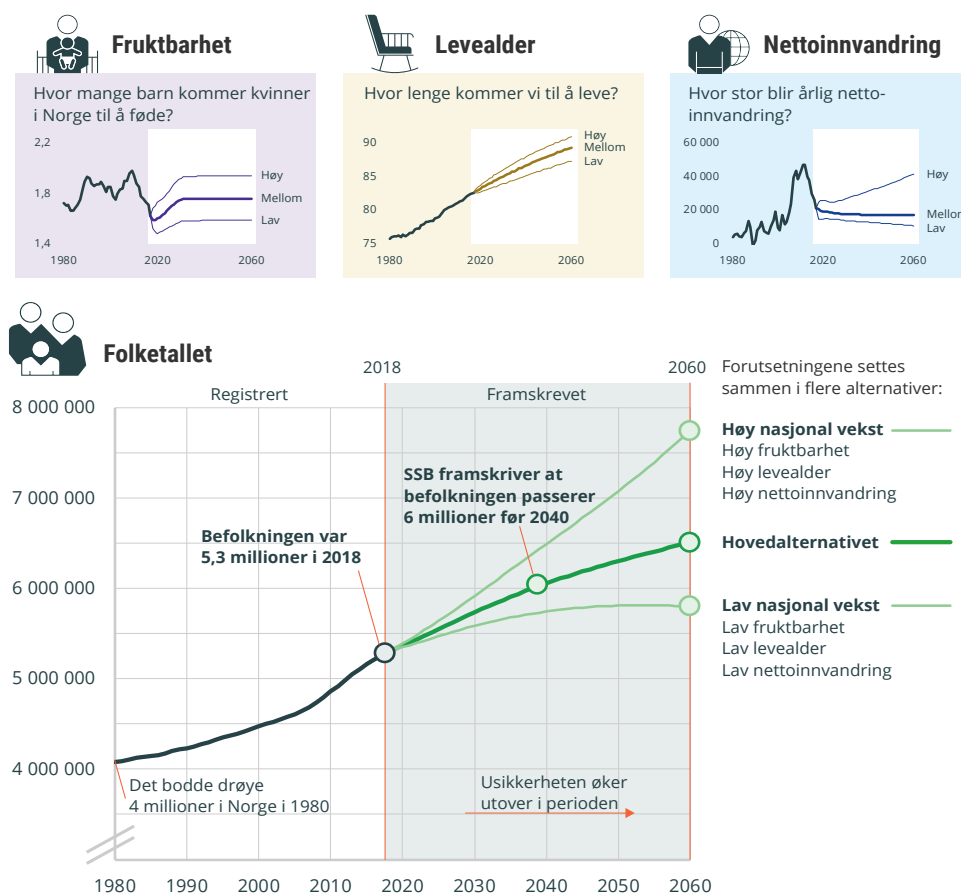 Fruktbarhet
Hvor mange barn kommer kvinner
i Norge til å føde?
2,2
1,8
1,4
1980
2020
2060
Høy
Mellom
Lav
Levealder
Hvor lenge kommer vi til å leve?
90
85
80
75
1980
2020
2060
Høy
Mellom
Lav
Nettoinnvandring
Hvor stor blir årlig netto-
innvandring?
60 000
40 000
20 000
0
1980
2020
2060
Høy
Mellom
Lav
Folketallet
2018
2060
Registrert
Framskrevet
8 000 000
7 000 000
6 000 000
5 000 000
4 000 000
SSB framskriver at
befolkningen passerer
6 millioner før 2040
Befolkningen var
5,3 millioner i 2018
Det bodde drøye
4 millioner i Norge i 1980
Usikkerheten øker
utover i perioden
1980
1990
2000
2010
2020
2030
2040
2050
2060
Forutsetningene settes
sammen i flere alternativer:
Høy nasjonal vekst
Høy fruktbarhet
Høy levealder
Høy nettoinnvandring
Hovedalternativet
Lav nasjonal vekst
Lav fruktbarhet
Lav levealder
Lav nettoinnvandring